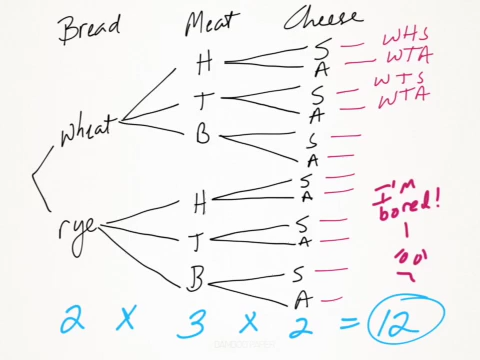 Bread Meat Cheese
H S WHS
A WTA
T S WTS
A WTA
wheat
B S
A
H S
A
rye
T S
A
B S
A
I'M
bored!
2 X 3 X 2 = 12